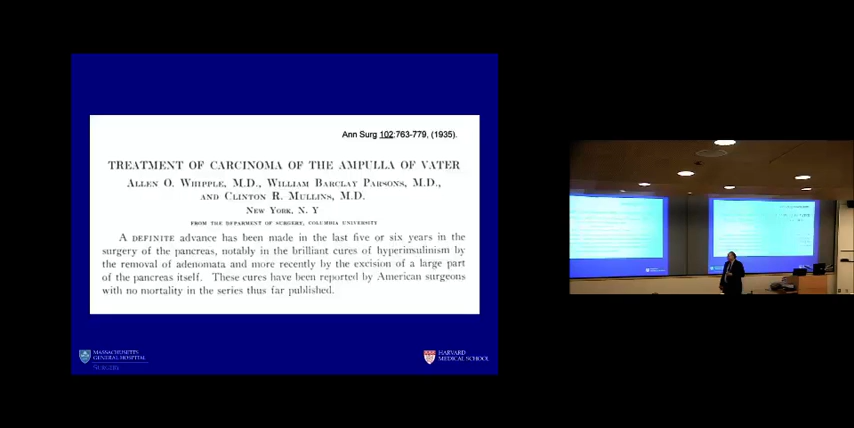 Ann Surg 102:763-779, (1935).
TREATMENT OF CARCINOMA OF THE AMPULLA OF VATER
ALLEN O. WHIPPLE, M.D., WILLIAM BARCLAY PARSONS, M.D.,
AND CLINTON R. MULLINS, M.D.
NEW YORK, N. Y
FROM THE DEPARMENT OF SURGERY, COLUMBIA UNIVERSITY
A DEFINITE advance has been made in the last five or six years in the
surgery of the pancreas, notably in the brilliant cures of hyperinsulinism by
the removal of adenomata and more recently by the excision of a large part
of the pancreas itself. These cures have been reported by American surgeons
with no mortality in the series thus far published.
MASSACHUSETTS
GENERAL HOSPITAL
SURGERY
HARVARD
MEDICAL SCHOOL